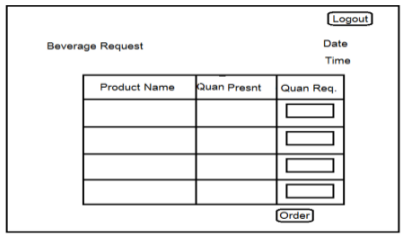 Logout
Beverage Request
Date
Time
Product Name Quan Presnt Quan Req.
Order